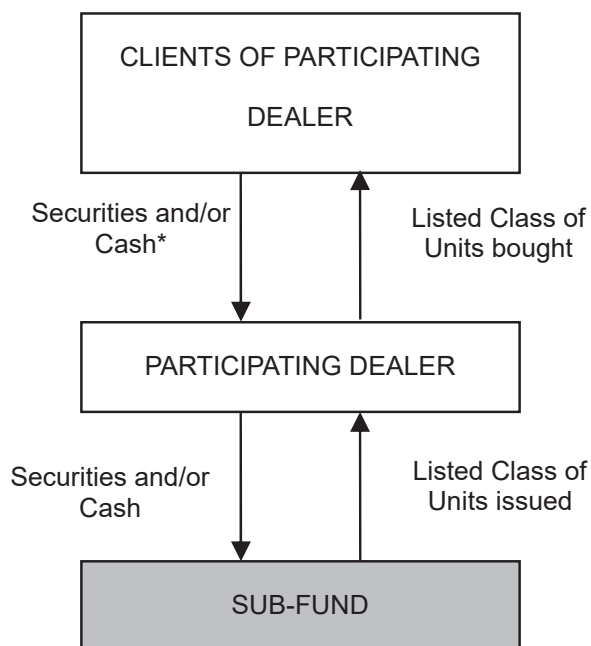 CLIENTS OF PARTICIPATING
DEALER
Securities and/or
Cash*
Listed Class of
Units bought
PARTICIPATING DEALER
Securities and/or
Cash
Listed Class of
Units issued
SUB-FUND